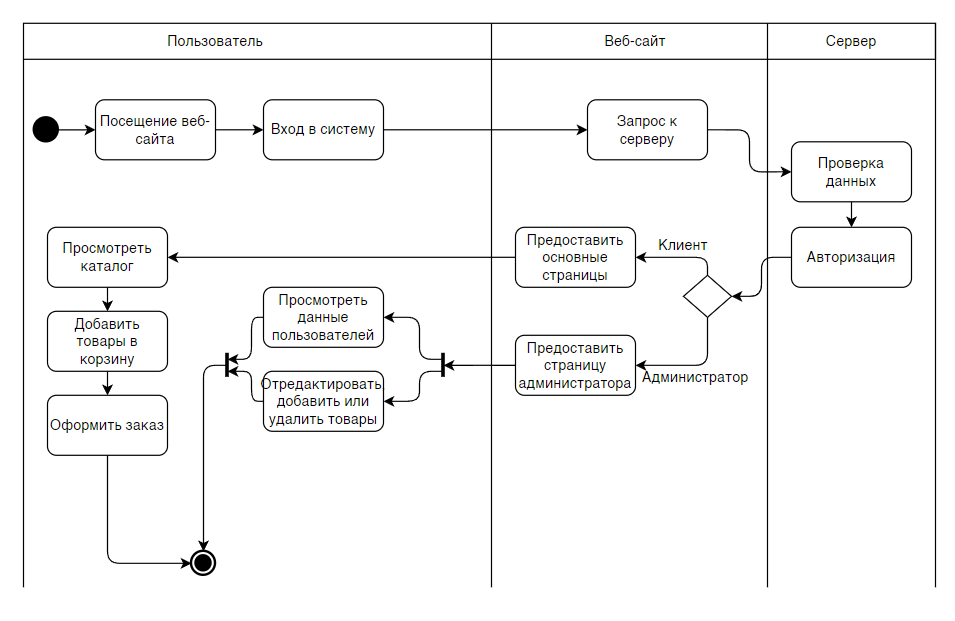 Пользователь
Веб-сайт
Сервер
Посещение веб-
сайта
Вход в систему
Запрос к
серверу
Проверка
данных
Авторизация
Клиент
Предоставить
основные
страницы
Просмотреть
каталог
Добавить
товары в
корзину
Оформить заказ
Просмотреть
данные
пользователей
Отредактировать
добавить или
удалить товары
Предоставить
страницу
администратора
Администратор